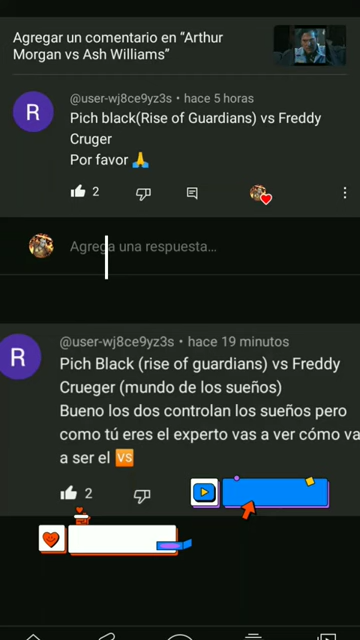 Agregar un comentario en “Arthur
Morgan vs Ash Williams”
R
@user-wj8ce9yz3s • hace 5 horas
Pich black(Rise of Guardians) vs Freddy
Cruger
Por favor 🙏
2
Agrega una respuesta...
R
@user-wj8ce9yz3s • hace 19 minutos
Pich Black (rise of guardians) vs Freddy
Crueger (mundo de los sueños)
Bueno los dos controlan los sueños pero
como tú eres el experto vas a ver cómo va
a ser el 🆚
2